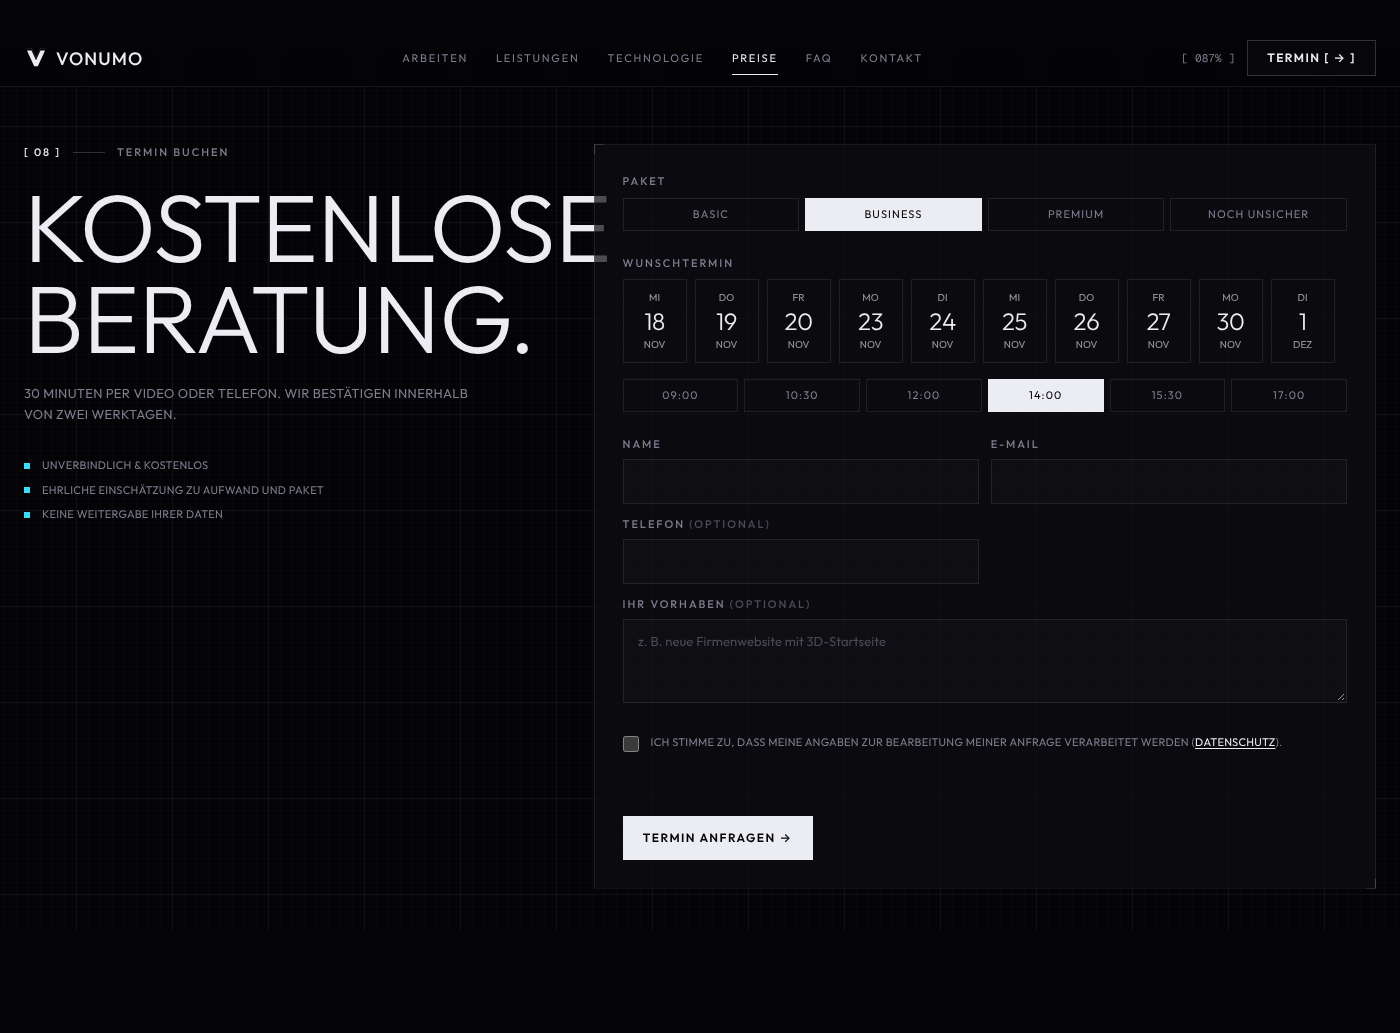 VONUMO
ARBEITEN LEISTUNGEN TECHNOLOGIE PREISE FAQ KONTAKT
[ 087% ]
TERMIN [ → ]
[ 08 ] TERMIN BUCHEN
KOSTENLOSE
BERATUNG.
30 MINUTEN PER VIDEO ODER TELEFON. WIR BESTÄTIGEN INNERHALB
VON ZWEI WERKTAGEN.
UNVERBINDLICH & KOSTENLOS
EHRLICHE EINSCHÄTZUNG ZU AUFWAND UND PAKET
KEINE WEITERGABE IHRER DATEN
PAKET
BASIC BUSINESS PREMIUM NOCH UNSICHER
WUNSCHTERMIN
MI DO FR MO DI MI DO FR MO DI
18 19 20 23 24 25 26 27 30 1
NOV NOV NOV NOV NOV NOV NOV NOV NOV DEZ
09:00 10:30 12:00 14:00 15:30 17:00
NAME E-MAIL
TELEFON (OPTIONAL)
IHR VORHABEN (OPTIONAL)
z. B. neue Firmenwebsite mit 3D-Startseite
ICH STIMME ZU, DASS MEINE ANGABEN ZUR BEARBEITUNG MEINER ANFRAGE VERARBEITET WERDEN (DATENSCHUTZ).
TERMIN ANFRAGEN →